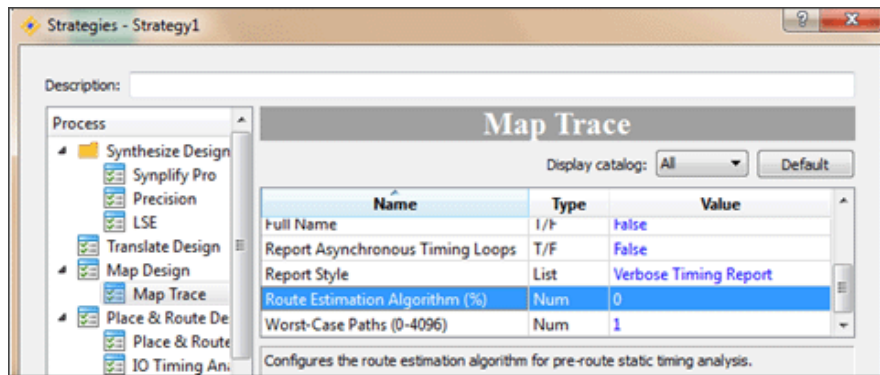 Strategies - Strategy1
Description:
Process
Synthesize Design
Synplify Pro
Precision
LSE
Translate Design
Map Design
Map Trace
Place & Route De
Place & Route
IO Timing An
Map Trace
Display catalog: All Default
Name Type Value
Full Name T/F False
Report Asynchronous Timing Loops T/F False
Report Style List Verbose Timing Report
Route Estimation Algorithm (%) Num 0
Worst-Case Paths (0-4096) Num 1
Configures the route estimation algorithm for pre-route static timing analysis.